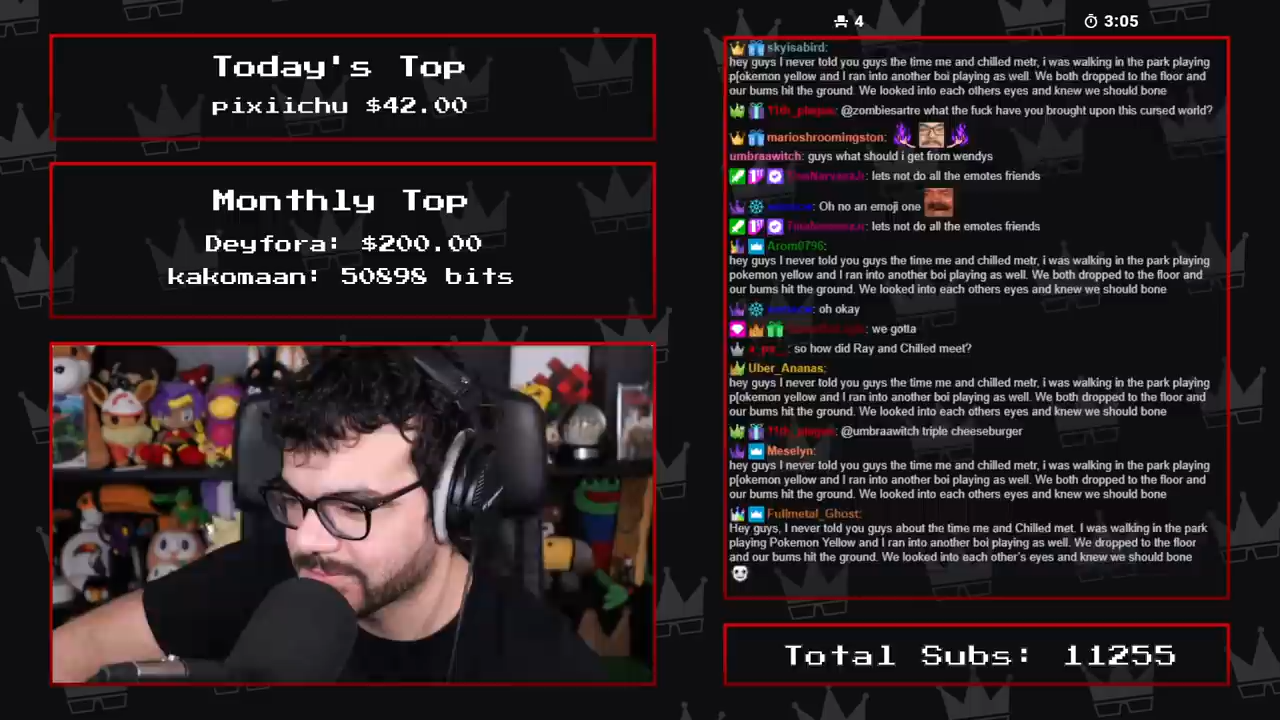 4
3:05
Today's Top
pixiichu $42.00
Monthly Top
Deyfora: $200.00
kakomaan: 50898 bits
skyisabird:
hey guys I never told you guys the time me and chilled metr, i was walking in the park playing
p[okemon yellow and I ran into another boi playing as well. We both dropped to the floor and
our bums hit the ground. We looked into each others eyes and knew we should bone
11th_plague: @zombiesartre what the fuck have you brought upon this cursed world?
marioshroomington:
umbraawitch: guys what should i get from wendys
: lets not do all the emotes friends
: Oh no an emoji one
: lets not do all the emotes friends
Arom0796:
hey guys I never told you guys the time me and chilled metr, i was walking in the park playing
pokemon yellow and I ran into another boi playing as well. We both dropped to the floor and
our bums hit the ground. We looked into each others eyes and knew we should bone
: oh okay
: we gotta
: so how did Ray and Chilled meet?
Uber_Ananas:
hey guys I never told you guys the time me and chilled metr, i was walking in the park playing
p[okemon yellow and I ran into another boi playing as well. We both dropped to the floor and
our bums hit the ground. We looked into each others eyes and knew we should bone
11th_plague: @umbraawitch triple cheeseburger
Meselyn:
hey guys I never told you guys the time me and chilled metr, i was walking in the park playing
p[okemon yellow and I ran into another boi playing as well. We both dropped to the floor and
our bums hit the ground. We looked into each others eyes and knew we should bone
Fullmetal_Ghost:
Hey guys, I never told you guys about the time me and Chilled met. I was walking in the park
playing Pokemon Yellow and I ran into another boi playing as well. We dropped to the floor
and our bums hit the ground. We looked into each other's eyes and knew we should bone
Total Subs: 11255